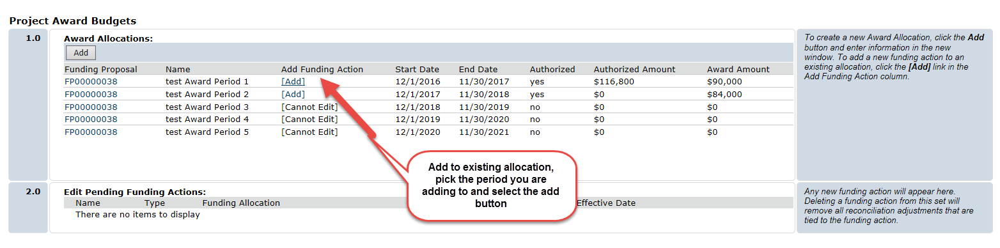 Project Award Budgets
1.0
Award Allocations:
Add
Funding Proposal Name Add Funding Action Start Date End Date Authorized Authorized Amount Award Amount
FP00000038 test Award Period 1 [Add] 12/1/2016 11/30/2017 yes $116,800 $90,000
FP00000038 test Award Period 2 [Add] 12/1/2017 11/30/2018 yes $0 $84,000
FP00000038 test Award Period 3 [Cannot Edit] 12/1/2018 11/30/2019 no $0 $0
FP00000038 test Award Period 4 [Cannot Edit] 12/1/2019 11/30/2020 no $0 $0
FP00000038 test Award Period 5 [Cannot Edit] 12/1/2020 11/30/2021 no $0 $0
To create a new Award Allocation, click the Add
button and enter information in the new
window. To add a new funding action to an
existing allocation, click the [Add] link in the
Add Funding Action column.
Add to existing allocation,
pick the period you are
adding to and select the add
button
2.0
Edit Pending Funding Actions:
Name Type Funding Allocation Effective Date
There are no items to display
Any new funding action will appear here.
Deleting a funding action from this set will
remove all reconciliation adjustments that are
tied to the funding action.